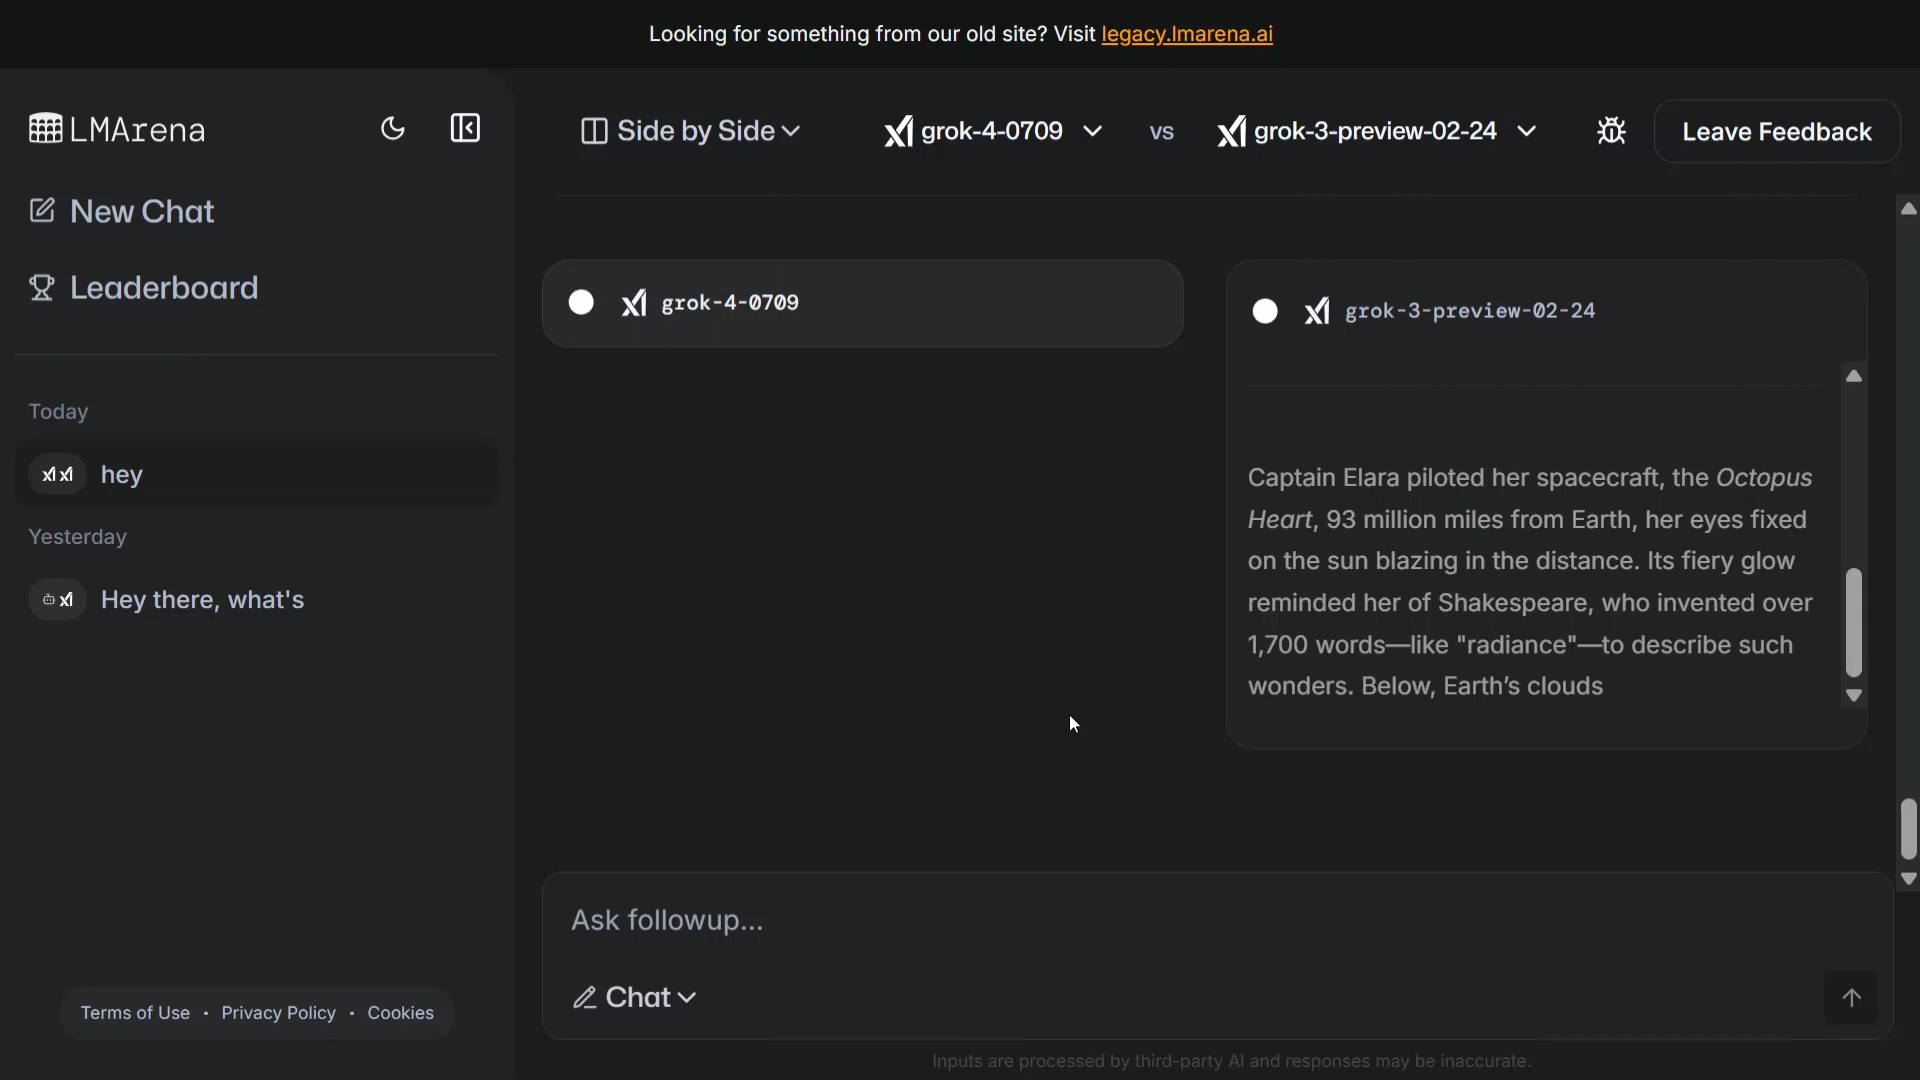 Looking for something from our old site? Visit legacy.lmarena.ai
LMArena
Side by Side
grok-4-0709
vs
grok-3-preview-02-24
Leave Feedback
New Chat
Leaderboard
Today
hey
Yesterday
Hey there, what's
grok-4-0709
grok-3-preview-02-24
Captain Elara piloted her spacecraft, the Octopus
Heart, 93 million miles from Earth, her eyes fixed
on the sun blazing in the distance. Its fiery glow
reminded her of Shakespeare, who invented over
1,700 words—like "radiance"—to describe such
wonders. Below, Earth’s clouds
Ask followup...
Chat
Terms of Use · Privacy Policy · Cookies
Inputs are processed by third-party AI and responses may be inaccurate.